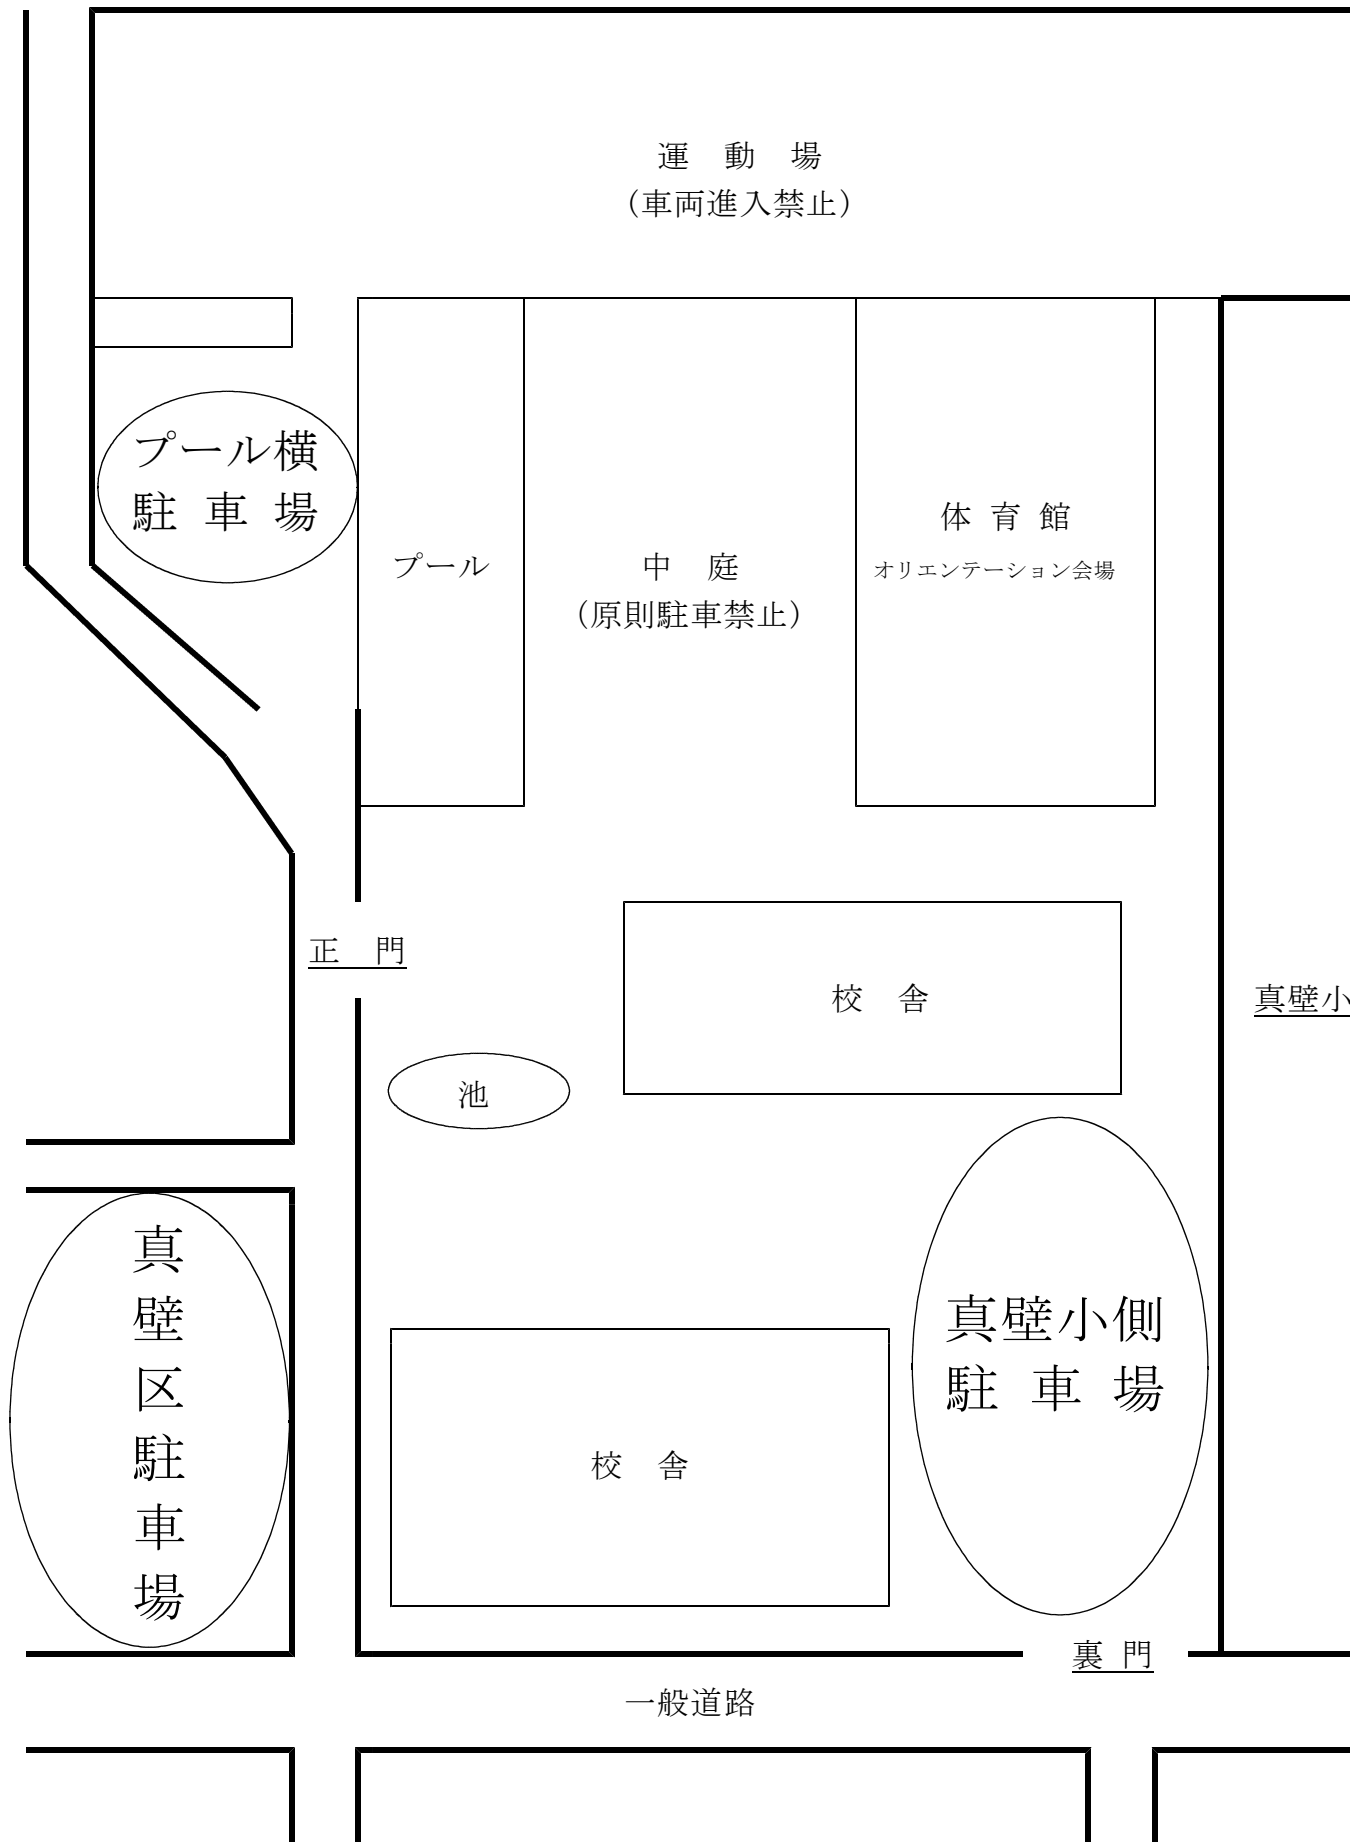 運　動　場
（車両進入禁止）
プール横
駐 車 場
プール
中　庭
（原則駐車禁止）
体 育 館
オリエンテーション会場
正　門
校　舎
真壁小
池
真
壁
区
駐
車
場
真壁小側
駐 車 場
校　舎
裏 門
一般道路